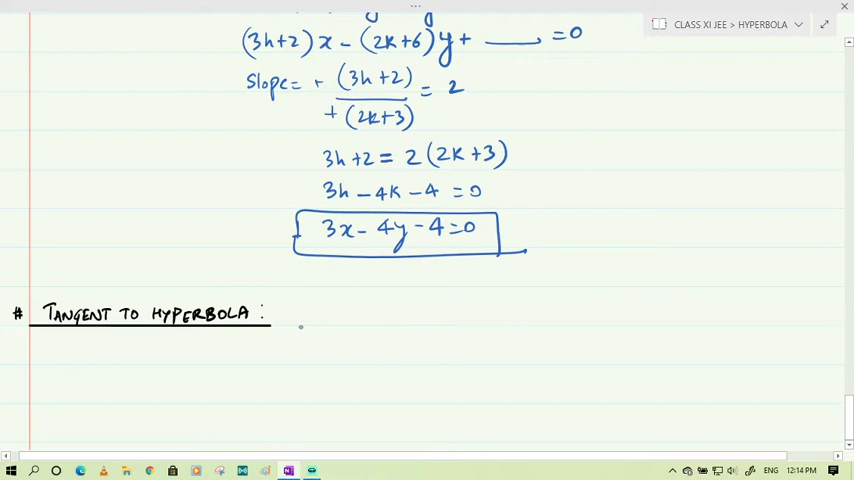 CLASS XI JEE > HYPERBOLA
(3h+2) x - (2k+6) y + ___ = 0
Slope = + (3h+2) / + (2k+3) = 2
3h+2 = 2 (2k+3)
3h - 4k - 4 = 0
3x - 4y - 4 = 0
# TANGENT TO HYPERBOLA :
ENG 12:14 PM